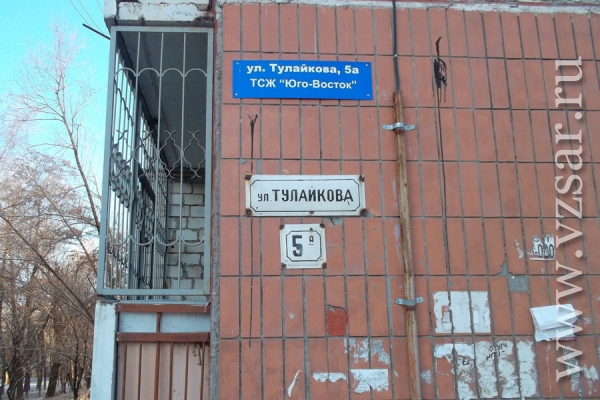 ул. Тулайкова, 5а
ТСЖ "Юго-Восток"
ул. ТУЛАЙКОВА
5а
www.vzsar.ru